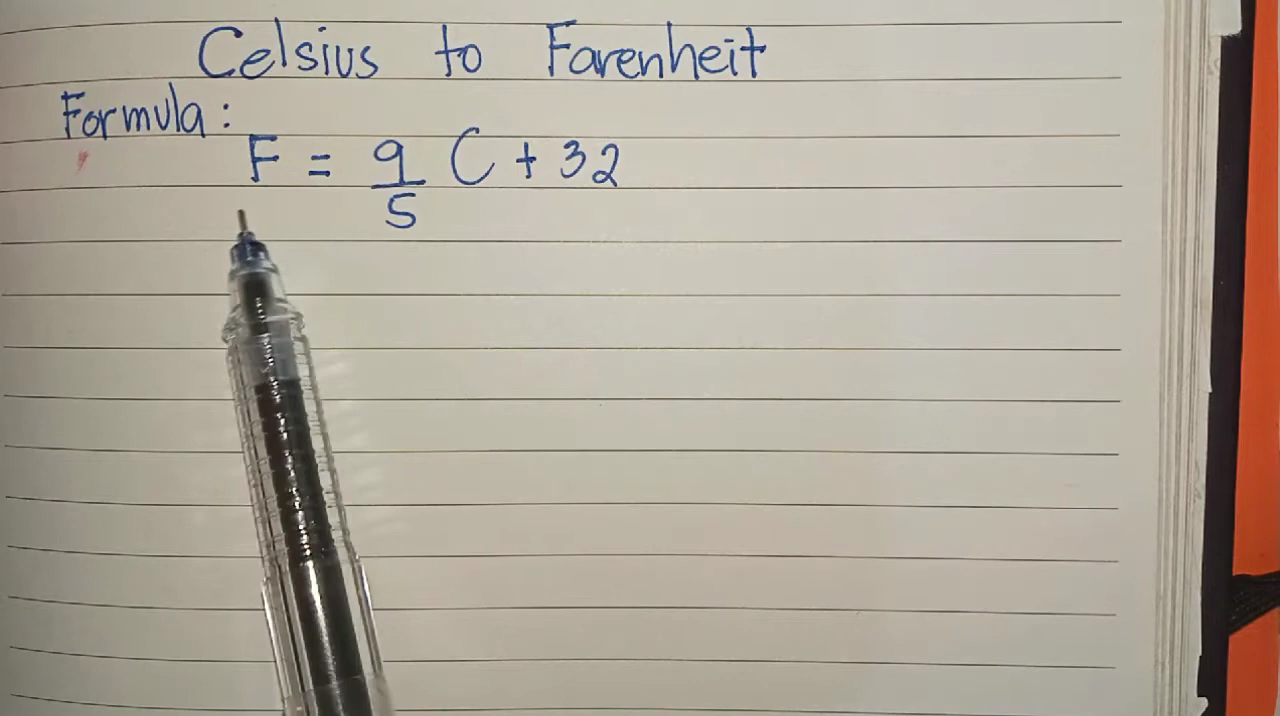 Celsius to Farenheit
Formula:
F = 9/5 C + 32